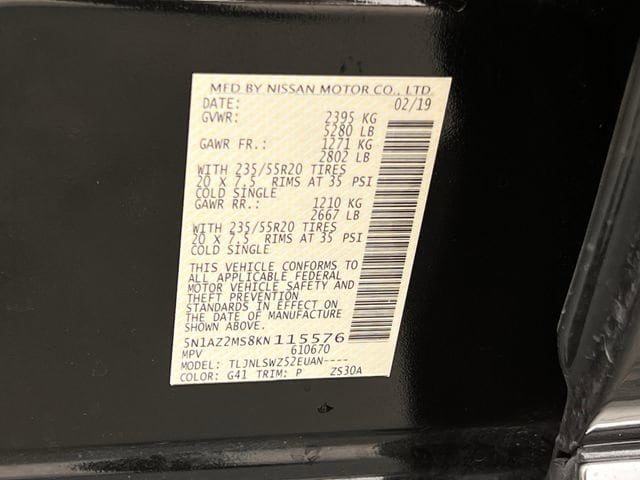 MFD BY NISSAN MOTOR CO., LTD.
DATE: 02/19
GVWR: 2395 KG
5280 LB
GAWR FR.: 1271 KG
2802 LB
WITH 235/55R20 TIRES
20 X 7.5 RIMS AT 35 PSI
COLD SINGLE
GAWR RR.: 1210 KG
2667 LB
WITH 235/55R20 TIRES
20 X 7.5 RIMS AT 35 PSI
COLD SINGLE
THIS VEHICLE CONFORMS TO
ALL APPLICABLE FEDERAL
MOTOR VEHICLE SAFETY AND
THEFT PREVENTION
STANDARDS IN EFFECT ON
THE DATE OF MANUFACTURE
SHOWN ABOVE.
5N1AZ2MS8KN115576
MPV 610670
MODEL: TLJNLSWZ52EUAN----
COLOR: G41 TRIM: P ZS30A